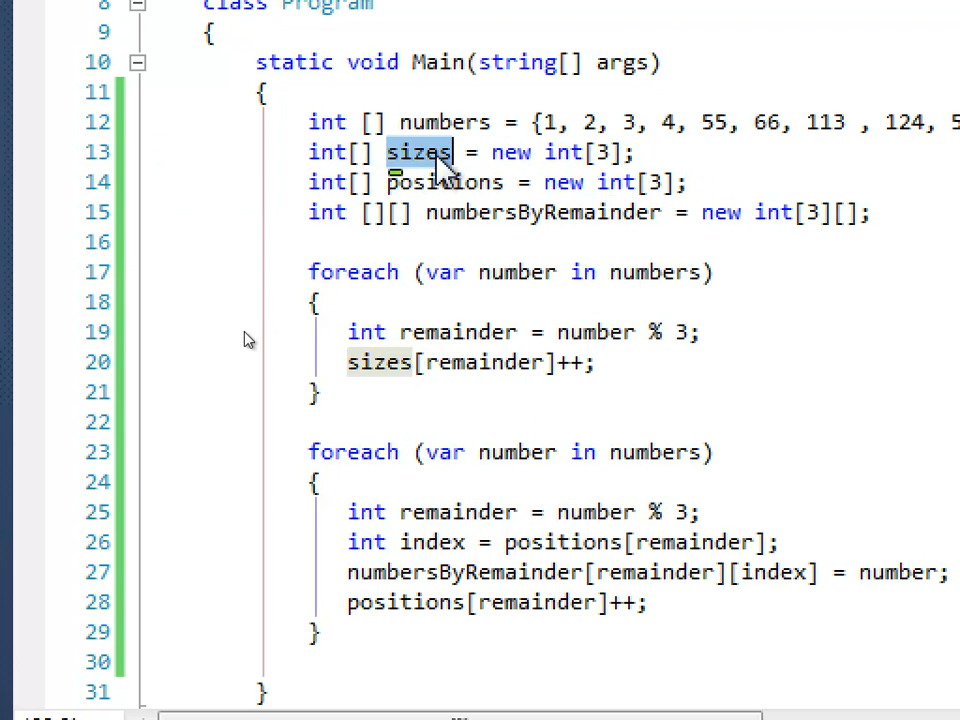 8 class Program
9 {
10 static void Main(string[] args)
11 {
12 int [] numbers = {1, 2, 3, 4, 55, 66, 113 , 124, 5
13 int[] sizes = new int[3];
14 int[] positions = new int[3];
15 int [][] numbersByRemainder = new int[3][];
16
17 foreach (var number in numbers)
18 {
19 int remainder = number % 3;
20 sizes[remainder]++;
21 }
22
23 foreach (var number in numbers)
24 {
25 int remainder = number % 3;
26 int index = positions[remainder];
27 numbersByRemainder[remainder][index] = number;
28 positions[remainder]++;
29 }
30
31 }